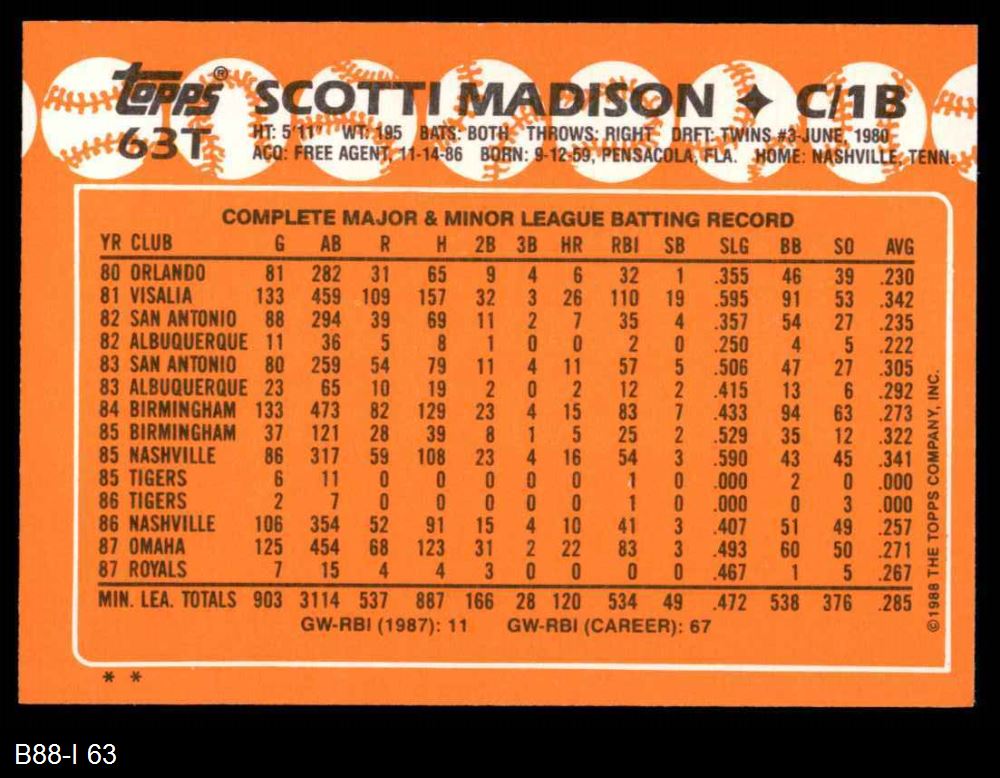 topps® SCOTTI MADISON ✦ C/1B
63T HT: 5'11" WT: 195 BATS: BOTH THROWS: RIGHT DRFT: TWINS #3-JUNE, 1980
ACQ: FREE AGENT, 11-14-86 BORN: 9-12-59, PENSACOLA, FLA. HOME: NASHVILLE, TENN.
COMPLETE MAJOR & MINOR LEAGUE BATTING RECORD
YR CLUB G AB R H 2B 3B HR RBI SB SLG BB SO AVG
80 ORLANDO 81 282 31 65 9 4 6 32 1 .355 46 39 .230
81 VISALIA 133 459 109 157 32 3 26 110 19 .595 91 53 .342
82 SAN ANTONIO 88 294 39 69 11 2 7 35 4 .357 54 27 .235
82 ALBUQUERQUE 11 36 5 8 1 0 0 2 0 .250 4 5 .222
83 SAN ANTONIO 80 259 54 79 11 4 11 57 5 .506 47 27 .305
83 ALBUQUERQUE 23 65 10 19 2 0 2 12 2 .415 13 6 .292
84 BIRMINGHAM 133 473 82 129 23 4 15 83 7 .433 94 63 .273
85 BIRMINGHAM 37 121 28 39 8 1 5 25 2 .529 35 12 .322
85 NASHVILLE 86 317 59 108 23 4 16 54 3 .590 43 45 .341
85 TIGERS 6 11 0 0 0 0 0 1 0 .000 2 0 .000
86 TIGERS 2 7 0 0 0 0 0 1 0 .000 0 3 .000
86 NASHVILLE 106 354 52 91 15 4 10 41 3 .407 51 49 .257
87 OMAHA 125 454 68 123 31 2 22 83 3 .493 60 50 .271
87 ROYALS 7 15 4 4 3 0 0 0 0 .467 1 5 .267
MIN. LEA. TOTALS 903 3114 537 887 166 28 120 534 49 .472 538 376 .285
GW-RBI (1987): 11 GW-RBI (CAREER): 67
©1988 THE TOPPS COMPANY, INC.
* *
B88-I 63